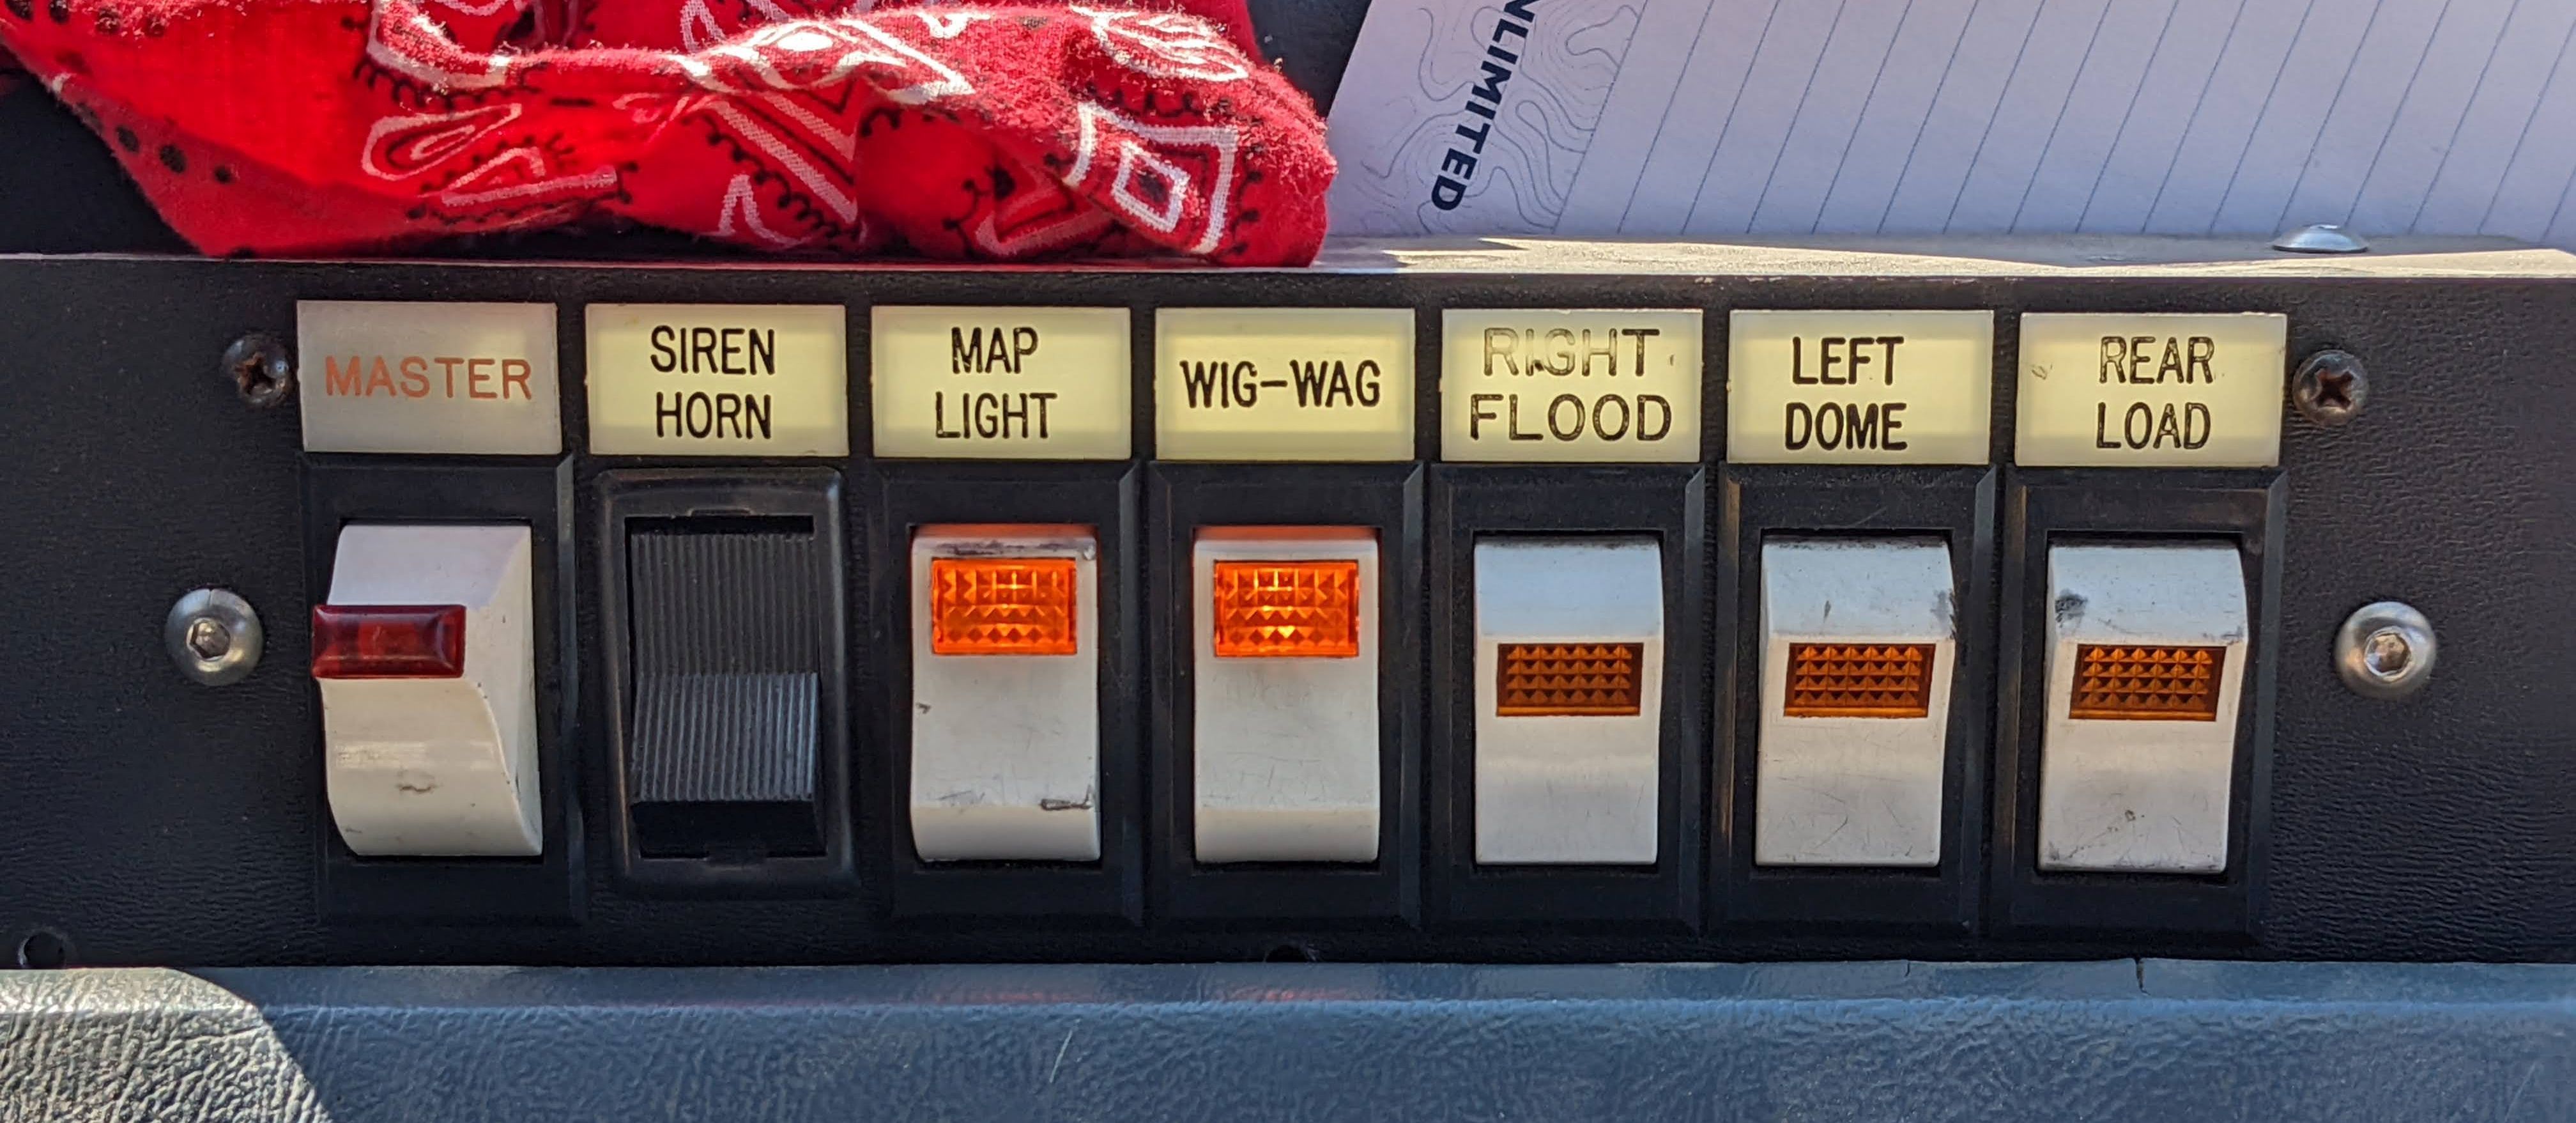 NLIMITED
MASTER
SIREN
HORN
MAP
LIGHT
WIG-WAG
RIGHT
FLOOD
LEFT
DOME
REAR
LOAD